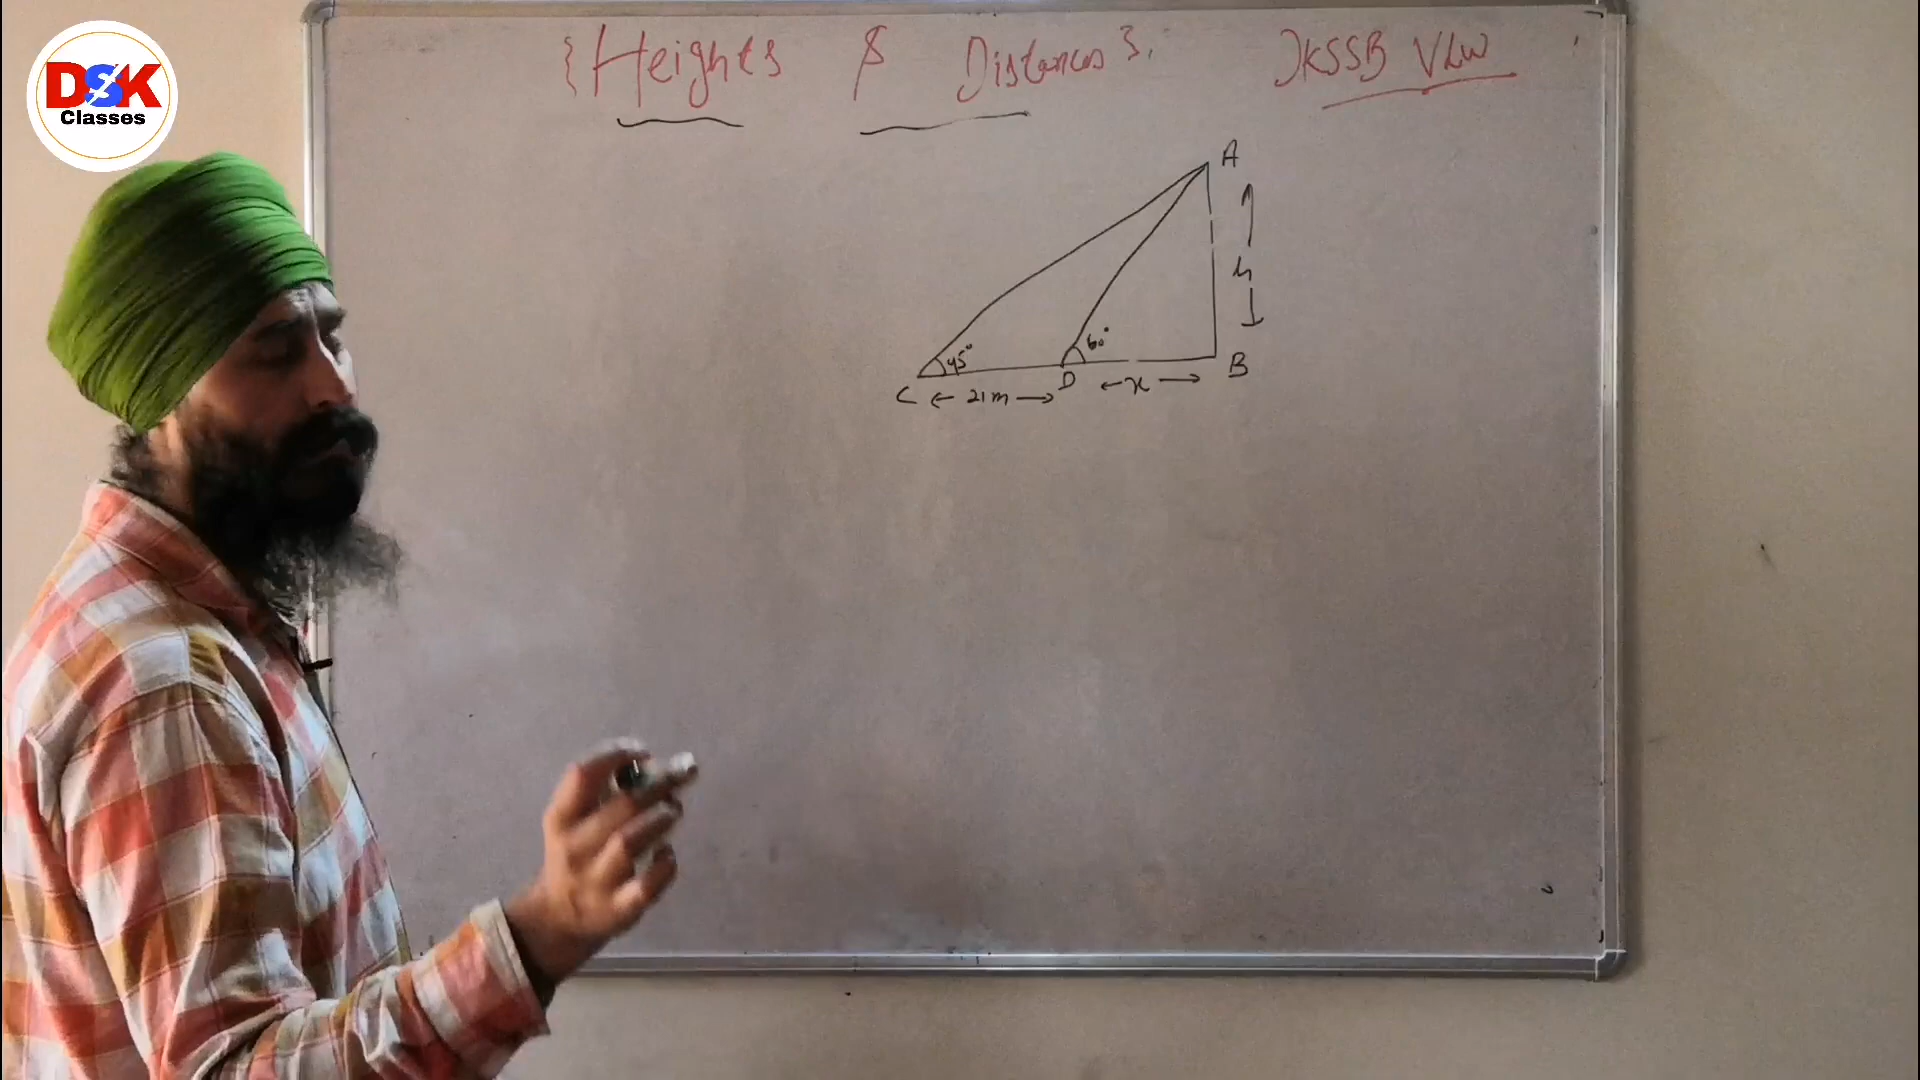 DSK
Classes
{Heights & Distances}. JKSSB VLW
A
h
60°
45°
B
C ← 21m → D ← x →